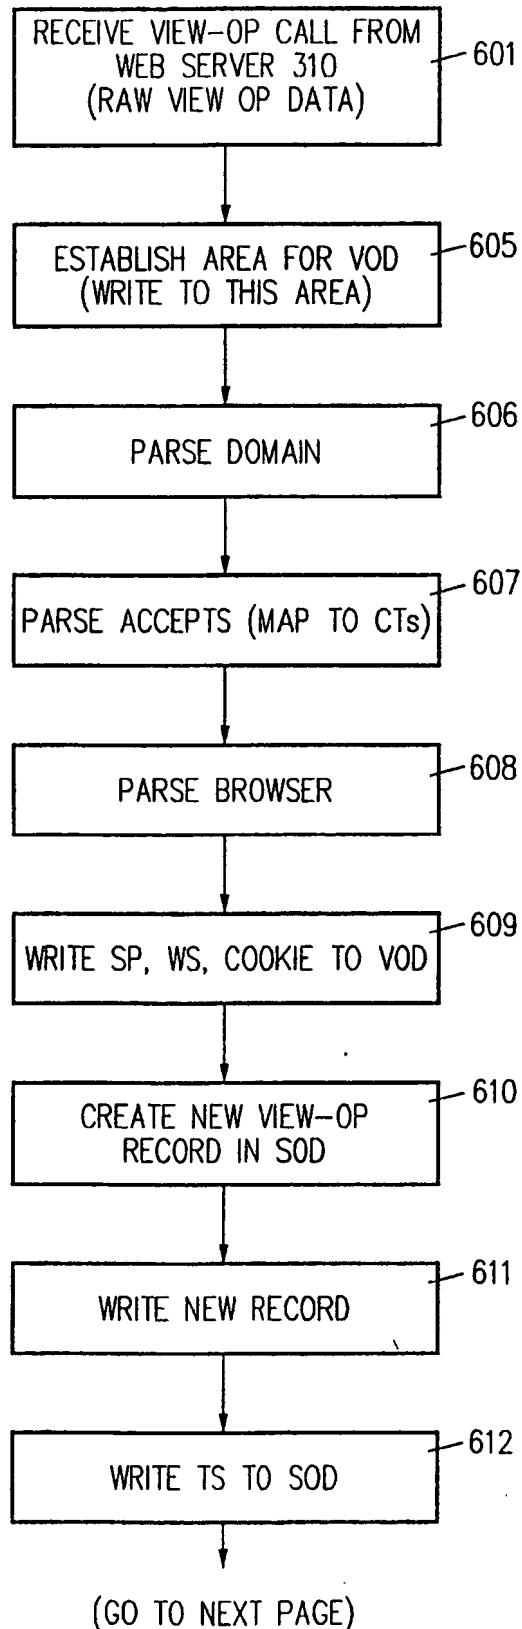 RECEIVE VIEW-OP CALL FROM
WEB SERVER 310
(RAW VIEW OP DATA)
601
ESTABLISH AREA FOR VOD
(WRITE TO THIS AREA)
605
PARSE DOMAIN
606
PARSE ACCEPTS (MAP TO CTs)
607
PARSE BROWSER
608
WRITE SP, WS, COOKIE TO VOD
609
CREATE NEW VIEW-OP
RECORD IN SOD
610
WRITE NEW RECORD
611
WRITE TS TO SOD
612
(GO TO NEXT PAGE)